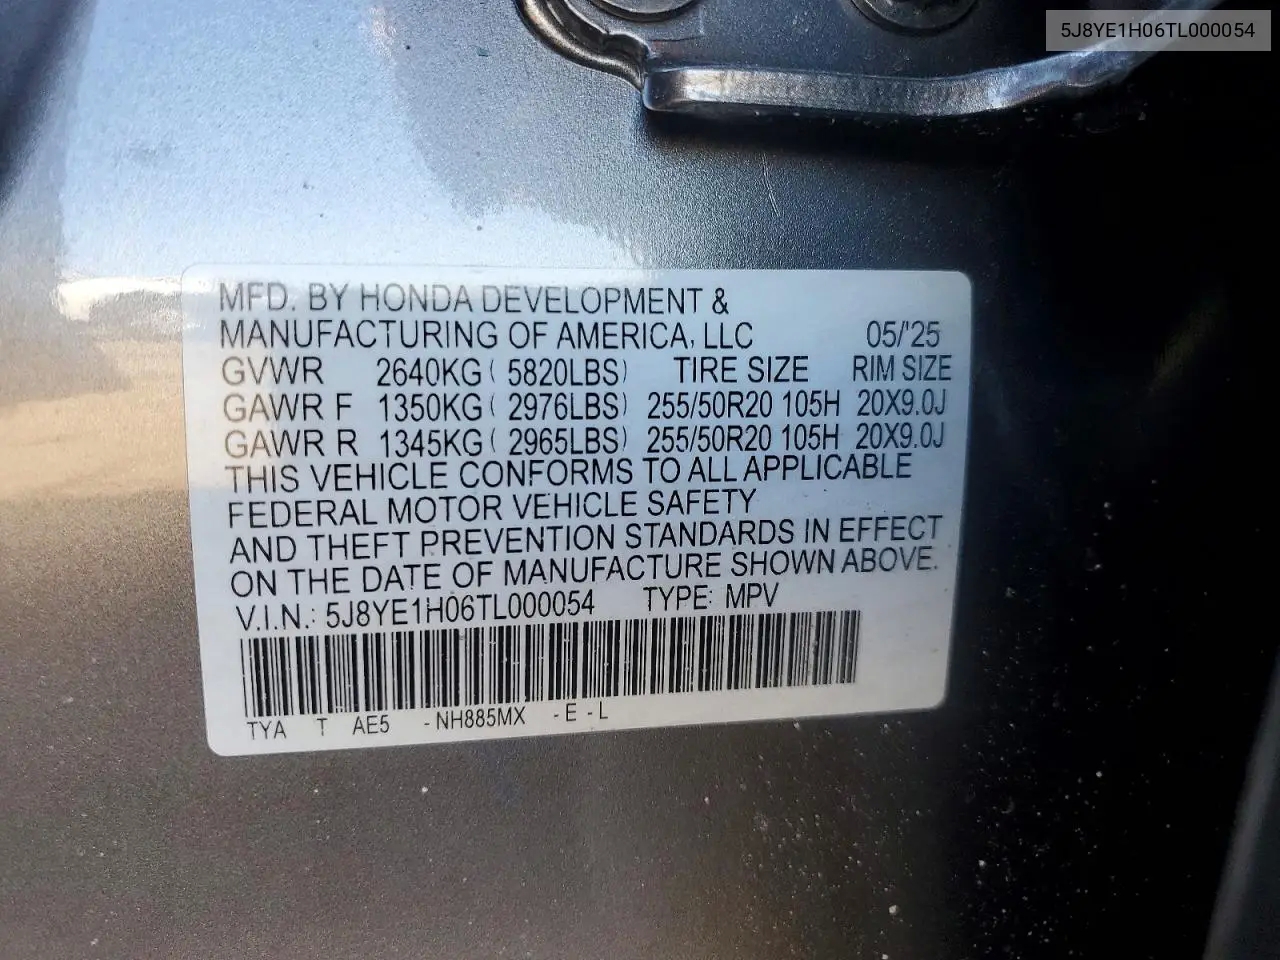 5J8YE1H06TL000054
MFD. BY HONDA DEVELOPMENT &
MANUFACTURING OF AMERICA, LLC 05/'25
GVWR 2640KG ( 5820LBS) TIRE SIZE RIM SIZE
GAWR F 1350KG ( 2976LBS) 255/50R20 105H 20X9.0J
GAWR R 1345KG ( 2965LBS) 255/50R20 105H 20X9.0J
THIS VEHICLE CONFORMS TO ALL APPLICABLE
FEDERAL MOTOR VEHICLE SAFETY
AND THEFT PREVENTION STANDARDS IN EFFECT
ON THE DATE OF MANUFACTURE SHOWN ABOVE.
V.I.N.: 5J8YE1H06TL000054 TYPE: MPV
TYA T AE5 -NH885MX -E -L